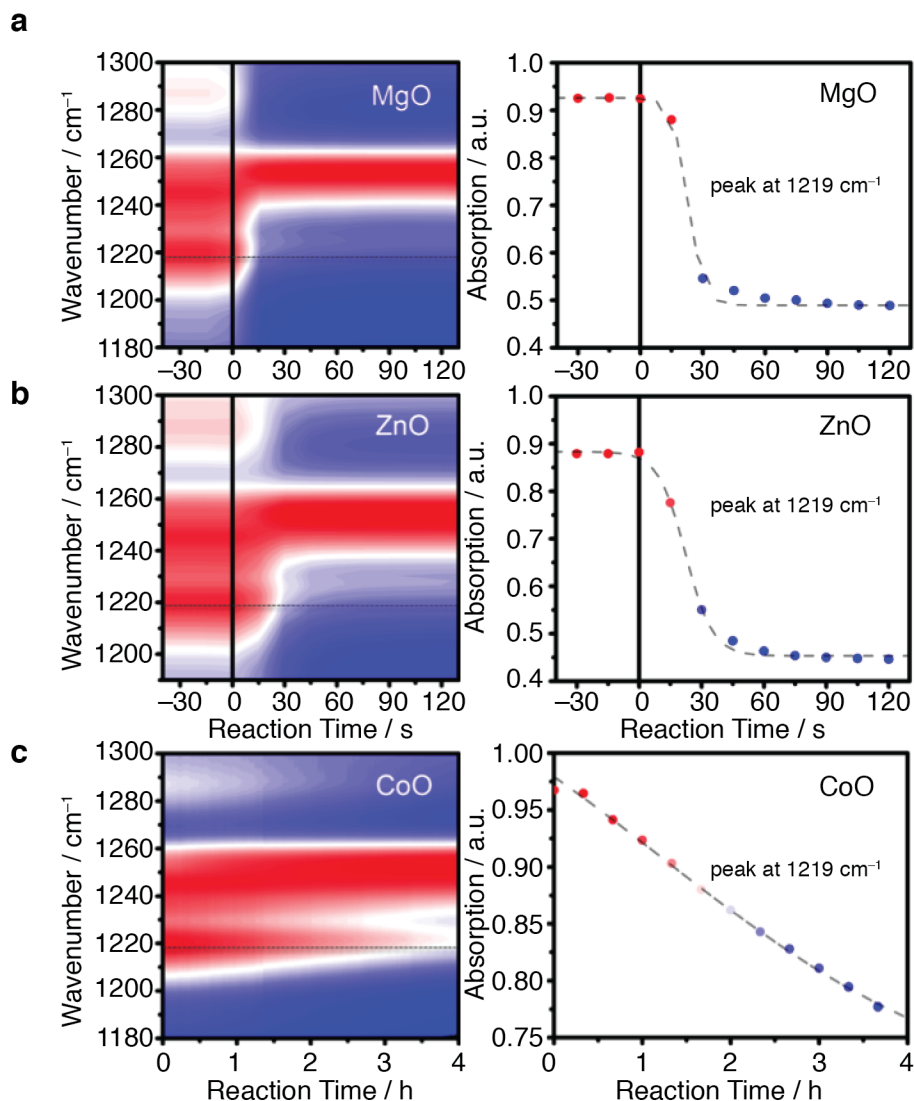 a
1300
1280
1260
1240
1220
1200
1180
Wavenumber / cm⁻¹
MgO
–30 0 30 60 90 120
1.0
0.9
0.8
0.7
0.6
0.5
0.4
Absorption / a.u.
MgO
peak at 1219 cm⁻¹
–30 0 30 60 90 120
b
1300
1280
1260
1240
1220
1200
Wavenumber / cm⁻¹
ZnO
–30 0 30 60 90 120
Reaction Time / s
1.0
0.9
0.8
0.7
0.6
0.5
0.4
Absorption / a.u.
ZnO
peak at 1219 cm⁻¹
–30 0 30 60 90 120
Reaction Time / s
c
1300
1280
1260
1240
1220
1200
1180
Wavenumber / cm⁻¹
CoO
0 1 2 3 4
Reaction Time / h
1.00
0.95
0.90
0.85
0.80
0.75
Absorption / a.u.
CoO
peak at 1219 cm⁻¹
0 1 2 3 4
Reaction Time / h